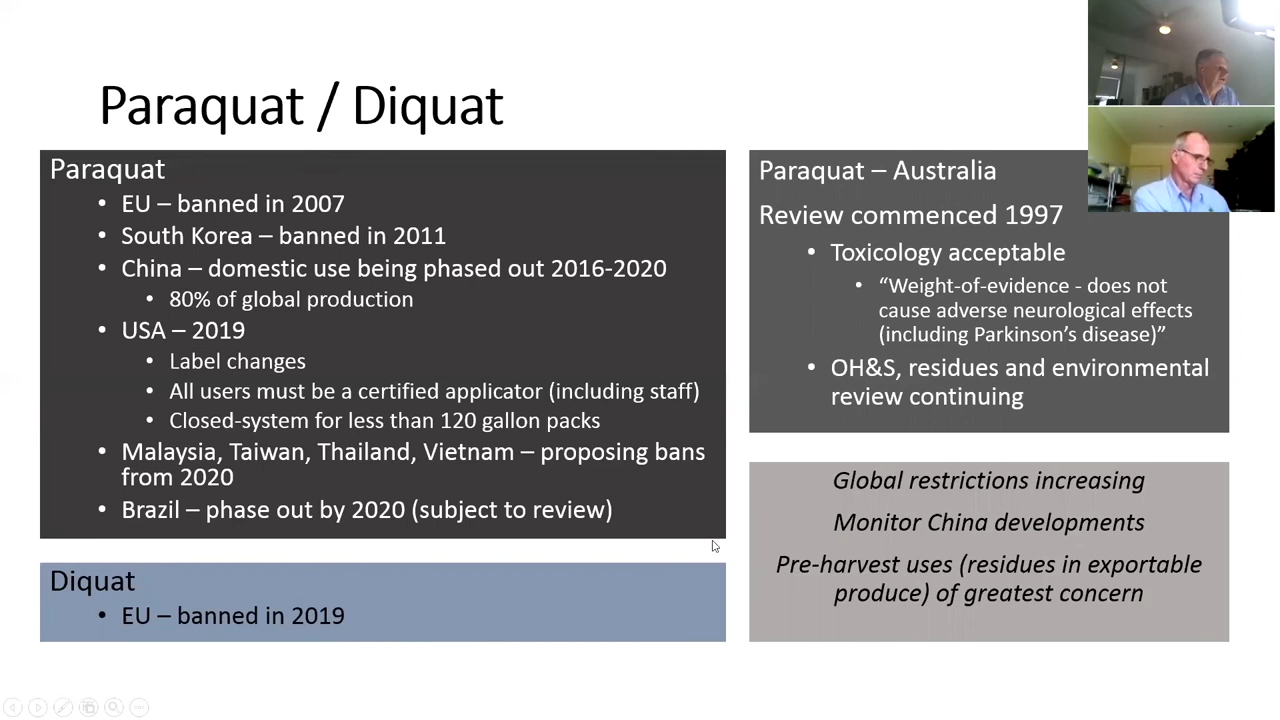 Paraquat / Diquat
Paraquat
• EU – banned in 2007
• South Korea – banned in 2011
• China – domestic use being phased out 2016-2020
• 80% of global production
• USA – 2019
• Label changes
• All users must be a certified applicator (including staff)
• Closed-system for less than 120 gallon packs
• Malaysia, Taiwan, Thailand, Vietnam – proposing bans
from 2020
• Brazil – phase out by 2020 (subject to review)
Diquat
• EU – banned in 2019
Paraquat – Australia
Review commenced 1997
• Toxicology acceptable
• “Weight-of-evidence - does not
cause adverse neurological effects
(including Parkinson’s disease)”
• OH&S, residues and environmental
review continuing
Global restrictions increasing
Monitor China developments
Pre-harvest uses (residues in exportable
produce) of greatest concern